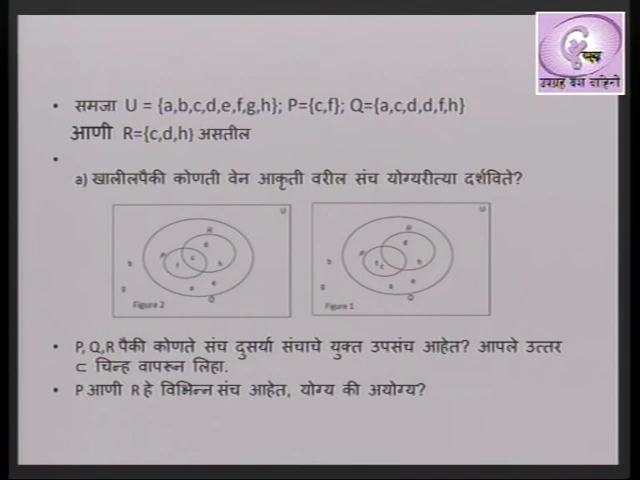 समजा U = {a,b,c,d,e,f,g,h}; P={c,f}; Q={a,c,d,d,f,h}
आणी R={c,d,h} असतील
a) खालीलपैकी कोणती वेन आकृती वरील संच योग्यरीत्या दर्शविते?
U
R
d
P
c
f
h
b
e
g
a
Q
Figure 2
U
R
d
P
f
c
h
b
e
g
a
Q
Figure 1
P, Q,R पैकी कोणते संच दुसर्या संचाचे युक्त उपसंच आहेत? आपले उत्तर
⊂ चिन्ह वापरुन लिहा.
P आणी R हे विभिन्न संच आहेत, योग्य की अयोग्य?